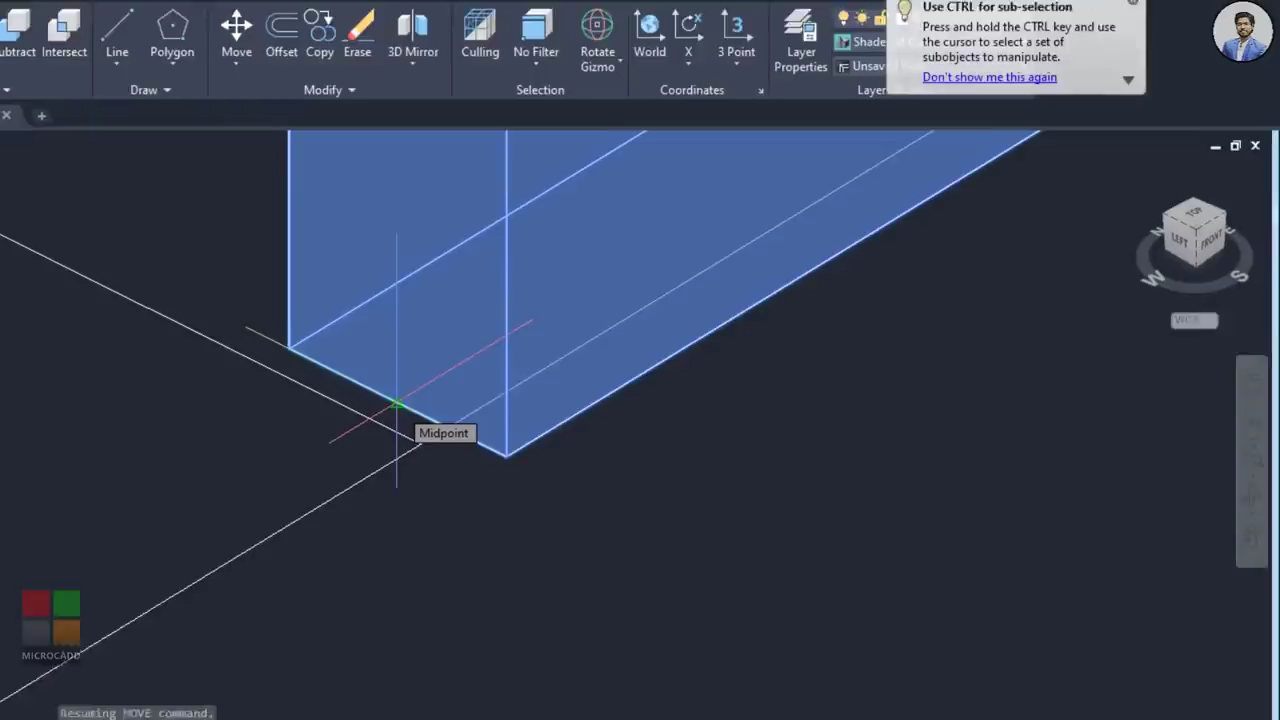 Use CTRL for sub-selection
Press and hold the CTRL key and use
the cursor to select a set of
subobjects to manipulate.
Don't show me this again
ubtract
Intersect
Line
Polygon
Move
Offset
Copy
Erase
3D Mirror
Culling
No Filter
Rotate
Gizmo
World
X
3 Point
Layer
Properties
Shade
Unsav
Draw
Modify
Selection
Coordinates
Layer
TOP
LEFT
FRONT
N
E
W
S
WCS
Midpoint
MICROCADD
Resuming MOVE command.